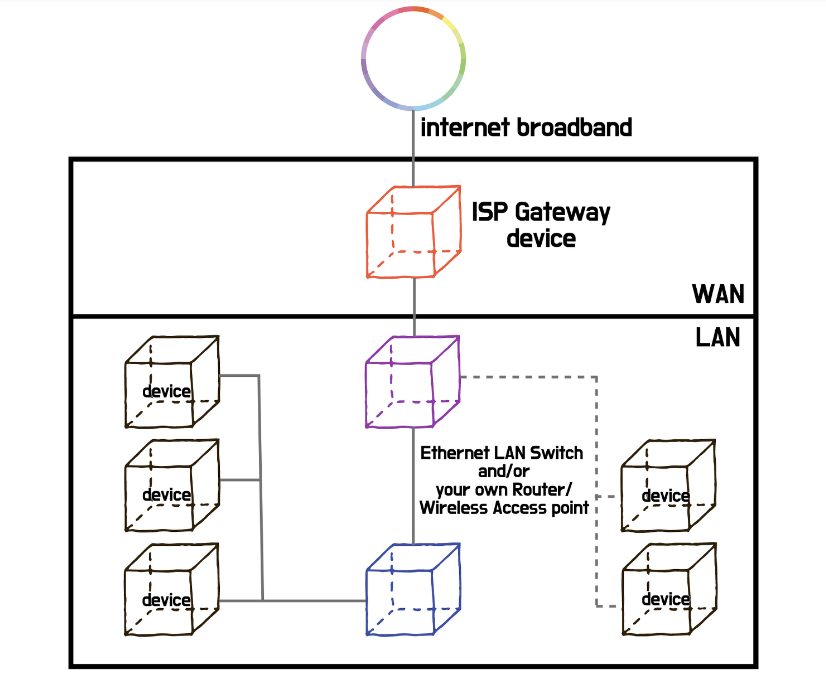 internet broadband
ISP Gateway
device
WAN
LAN
device
device
device
Ethernet LAN Switch
and/or
your own Router/
Wireless Access point
device
device